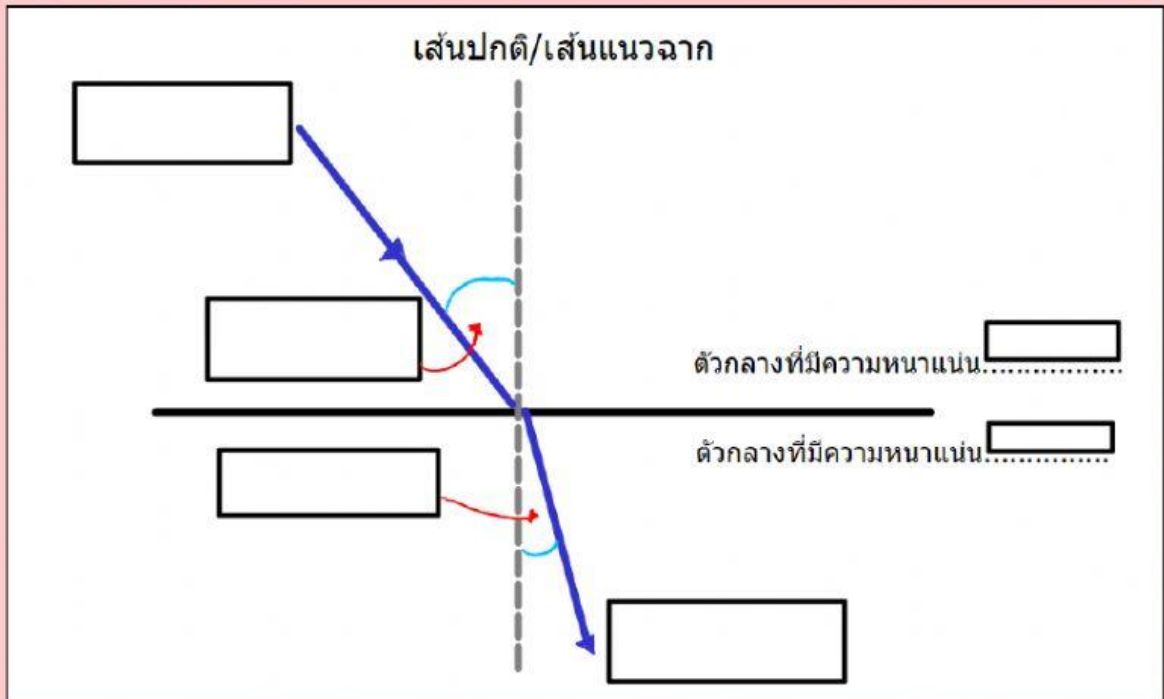 เส้นปกติ/เส้นแนวฉาก
ตัวกลางที่มีความหนาแน่น.................
ตัวกลางที่มีความหนาแน่น...............